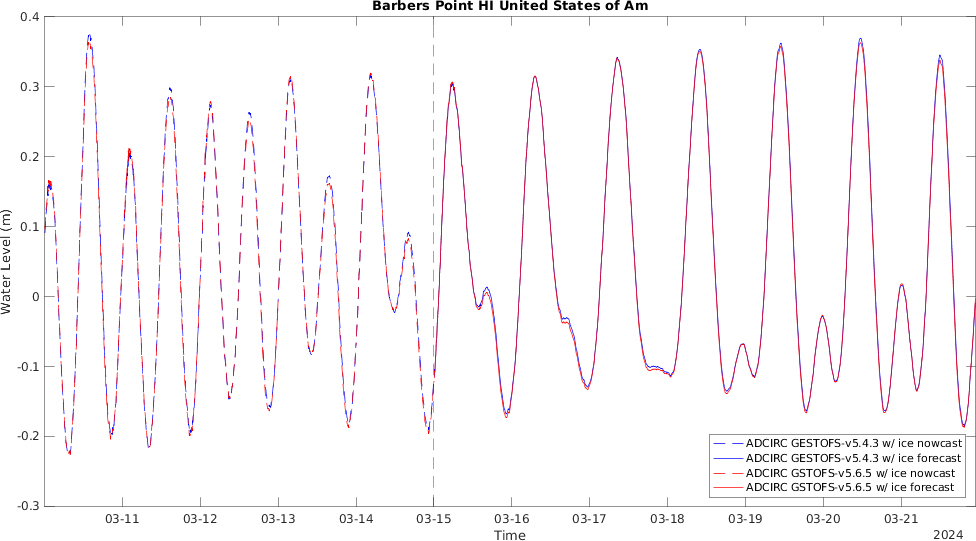 Barbers Point HI United States of Am
0.4
0.3
0.2
0.1
0
-0.1
-0.2
-0.3
Water Level (m)
ADCIRC GESTOFS-v5.4.3 w/ ice nowcast
ADCIRC GESTOFS-v5.4.3 w/ ice forecast
ADCIRC GSTOFS-v5.6.5 w/ ice nowcast
ADCIRC GSTOFS-v5.6.5 w/ ice forecast
03-11 03-12 03-13 03-14 03-15 03-16 03-17 03-18 03-19 03-20 03-21
Time
2024